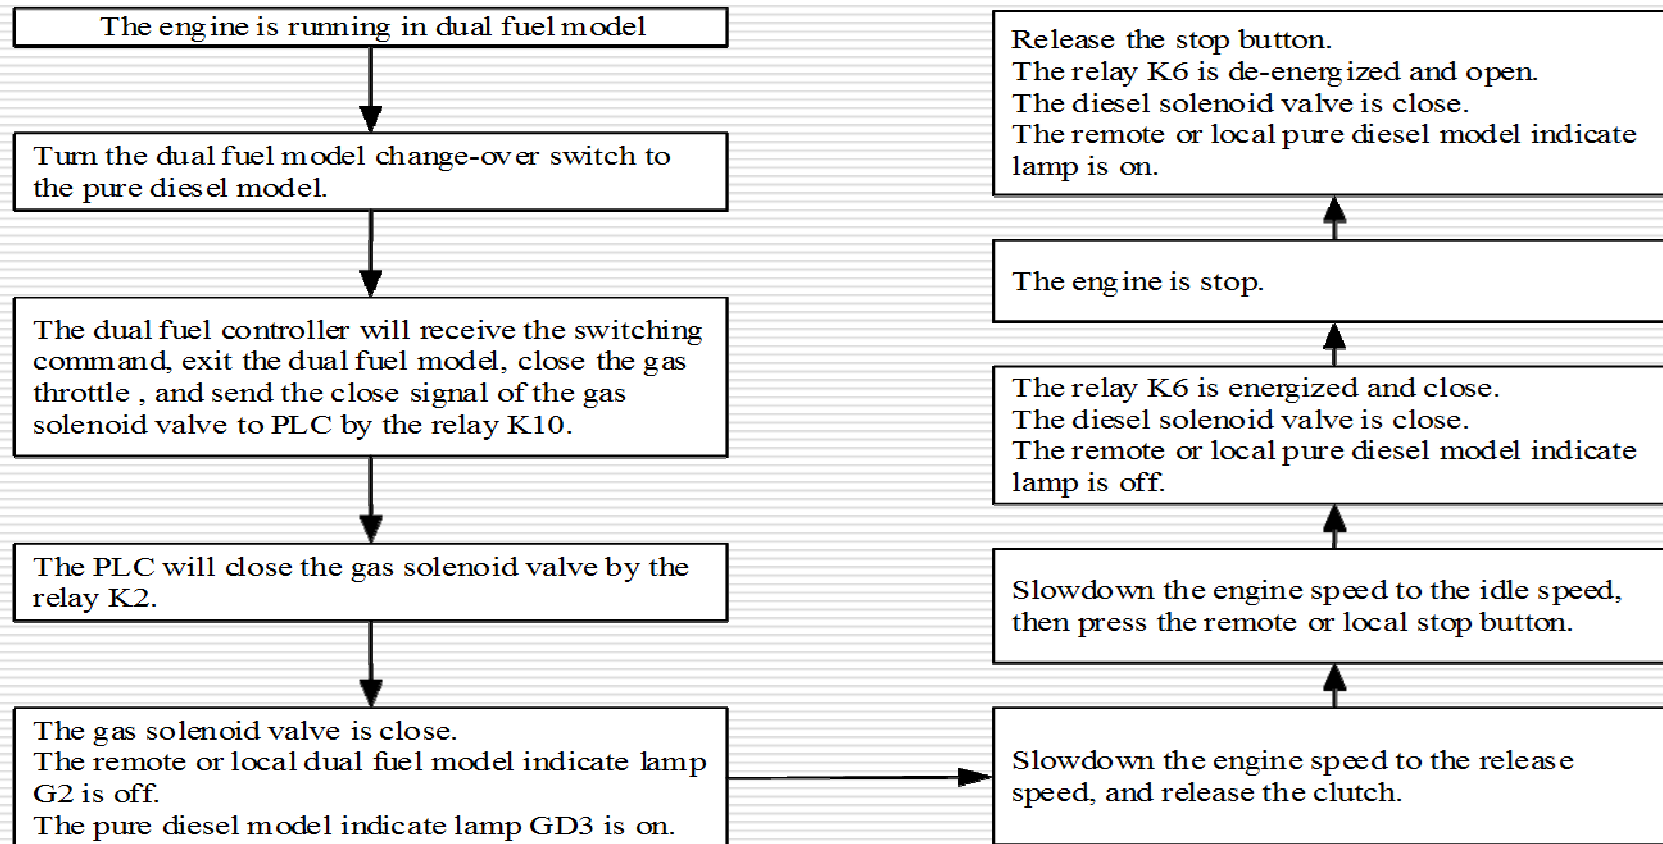 The engine is running in dual fuel model
Turn the dual fuel model change-over switch to
the pure diesel model.
The dual fuel controller will receive the switching
command, exit the dual fuel model, close the gas
throttle , and send the close signal of the gas
solenoid valve to PLC by the relay K10.
The PLC will close the gas solenoid valve by the
relay K2.
The gas solenoid valve is close.
The remote or local dual fuel model indicate lamp
G2 is off.
The pure diesel model indicate lamp GD3 is on.
Slowdown the engine speed to the release
speed, and release the clutch.
Slowdown the engine speed to the idle speed,
then press the remote or local stop button.
The relay K6 is energized and close.
The diesel solenoid valve is close.
The remote or local pure diesel model indicate
lamp is off.
The engine is stop.
Release the stop button.
The relay K6 is de-energized and open.
The diesel solenoid valve is close.
The remote or local pure diesel model indicate
lamp is on.